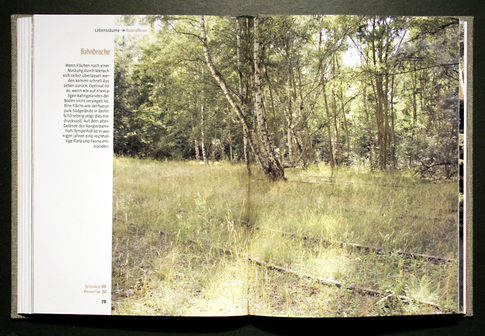 Lebensräume → Bahnfluss
Bahnbrache
Wenn Flächen nach einer
Nutzung durch Mensch
sich selbst überlassen wer-
den kommt schnell das
Leben zurück. Optimal ist
es, wenn wie auf ehema-
ligen Bahngeländen der
Boden nicht versiegelt ist.
Eine Fläche wie der Natur
park Südgelände in Berlin
Schöneberg zeigt dies ein
drucksvoll. Auf dem alten
Gelände des Rangierbahn-
hofs Tempelhof ist in we-
nigen Jahren eine reichhal-
tige Flora und Fauna ent-
standen.
78